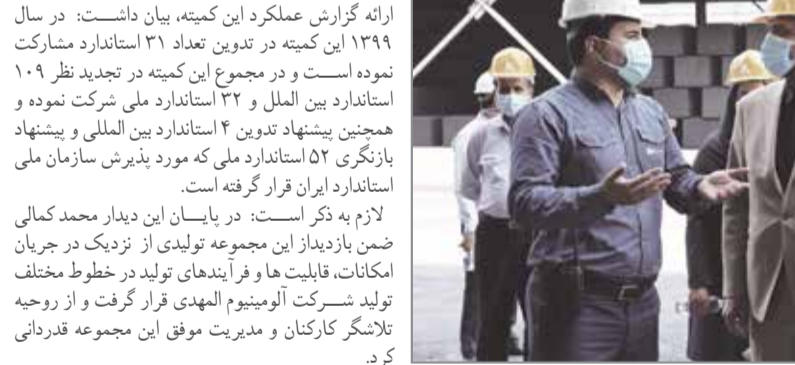 ارائه گزارش عملکرد این کمیته، بیان داشت: در سال
۱۳۹۹ این کمیته در تدوین تعداد ۳۱ استاندارد مشارکت
نموده است و در مجموع این کمیته در تجدید نظر ۱۰۹
استاندارد بین الملل و ۳۲ استاندارد ملی شرکت نموده و
همچنین پیشنهاد تدوین ۴ استاندارد بین المللی و پیشنهاد
بازنگری ۵۲ استاندارد ملی که مورد پذیرش سازمان ملی
استاندارد ایران قرار گرفته است.
لازم به ذکر است: در پایان این دیدار محمد کمالی
ضمن بازدیداز این مجموعه تولیدی از نزدیک در جریان
امکانات، قابلیت ها و فرآیندهای تولید در خطوط مختلف
تولید شرکت آلومینیوم المهدی قرار گرفت و از روحیه
تلاشگر کارکنان و مدیریت موفق این مجموعه قدردانی
کرد.